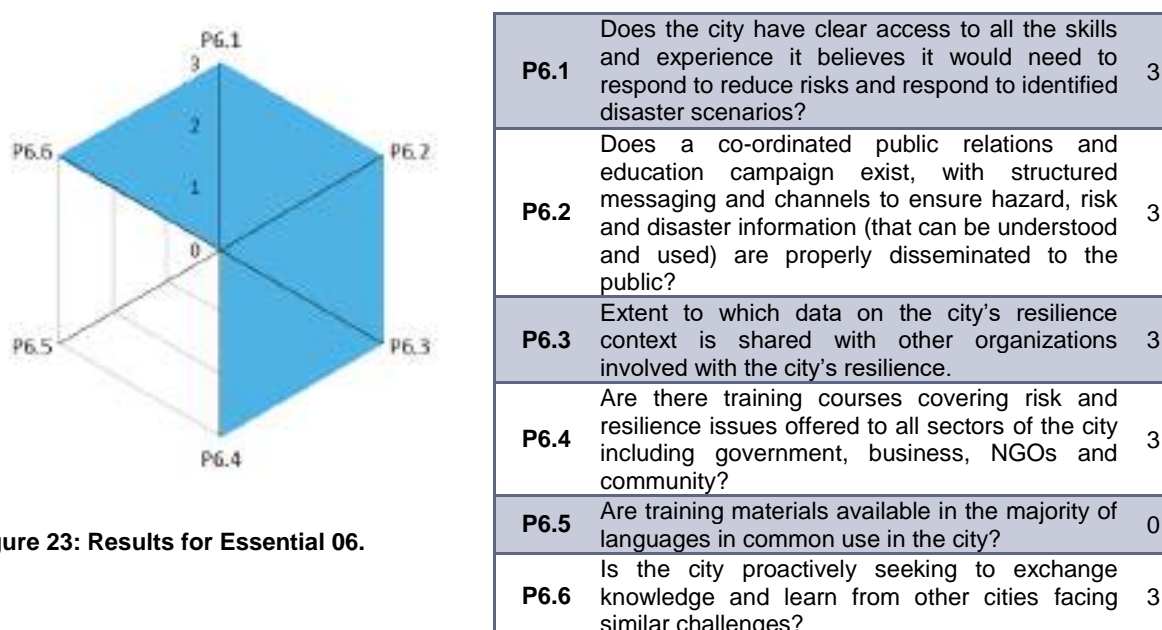 P6.1
3
2
P6.6
P6.2
1
0
P6.5
P6.3
P6.4
gure 23: Results for Essential 06.
Does the city have clear access to all the skills
P6.1 and experience it believes it would need to 3
respond to reduce risks and respond to identified
disaster scenarios?
Does a co-ordinated public relations and
education campaign exist, with structured
messaging and channels to ensure hazard, risk
P6.2 and disaster information (that can be understood 3
and used) are properly disseminated to the
public?
Extent to which data on the city’s resilience
P6.3 context is shared with other organizations 3
involved with the city’s resilience.
Are there training courses covering risk and
resilience issues offered to all sectors of the city
P6.4 including government, business, NGOs and 3
community?
P6.5 Are training materials available in the majority of 0
languages in common use in the city?
Is the city proactively seeking to exchange
P6.6 knowledge and learn from other cities facing 3
similar challenges?